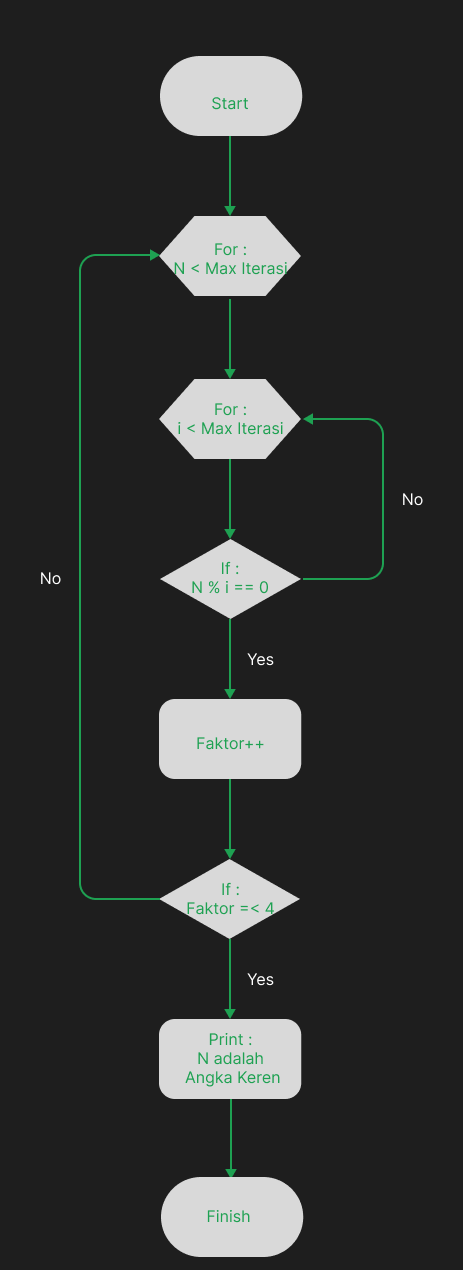 Start
For :
N < Max Iterasi
For :
i < Max Iterasi
No
If :
N % i == 0
No
Yes
Faktor++
If :
Faktor =< 4
Yes
Print :
N adalah
Angka Keren
Finish